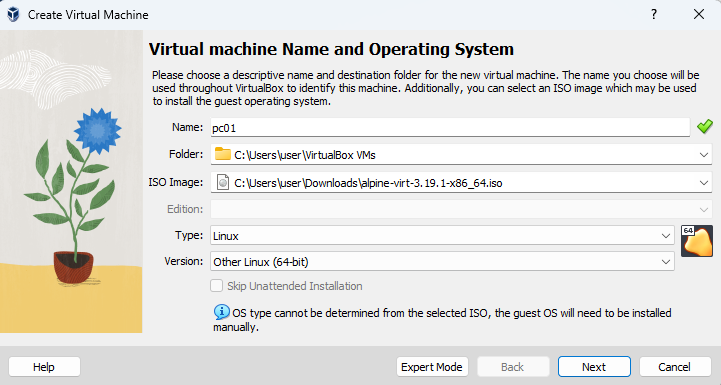 Create Virtual Machine
?
Virtual machine Name and Operating System
Please choose a descriptive name and destination folder for the new virtual machine. The name you choose will be
used throughout VirtualBox to identify this machine. Additionally, you can select an ISO image which may be used
to install the guest operating system.
Name: pc01
Folder: C:\Users\user\VirtualBox VMs
ISO Image: C:\Users\user\Downloads\alpine-virt-3.19.1-x86_64.iso
Edition:
Type: Linux
64
Version: Other Linux (64-bit)
Skip Unattended Installation
OS type cannot be determined from the selected ISO, the guest OS will need to be installed
manually.
Help Expert Mode Back Next Cancel